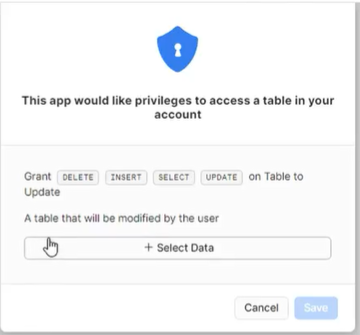 This app would like privileges to access a table in your
account
Grant DELETE INSERT SELECT UPDATE on Table to
Update
A table that will be modified by the user
+ Select Data
Cancel Save